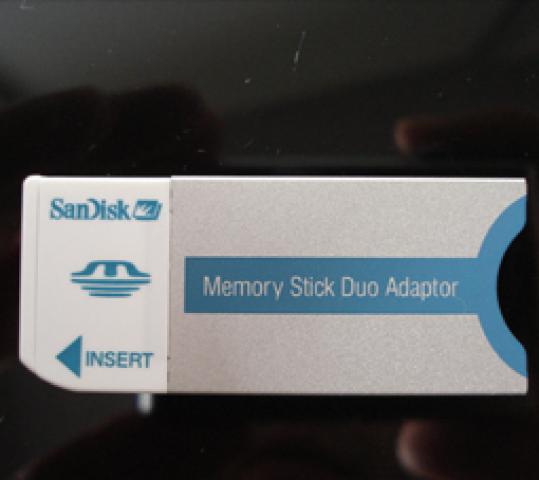 SanDisk
INSERT
Memory Stick Duo Adaptor